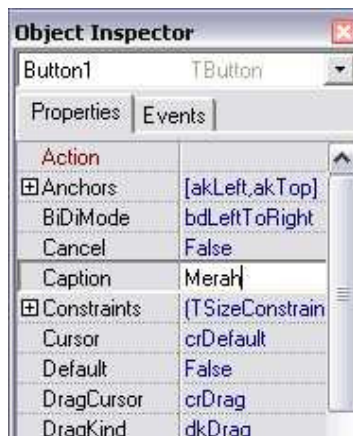 Object Inspector
Button1 TButton
Properties Events
Action
Anchors [akLeft,akTop]
BiDiMode bdLeftToRight
Cancel False
Caption Merah
Constraints (TSizeConstrain
Cursor crDefault
Default False
DragCursor crDrag
DragKind dkDrag